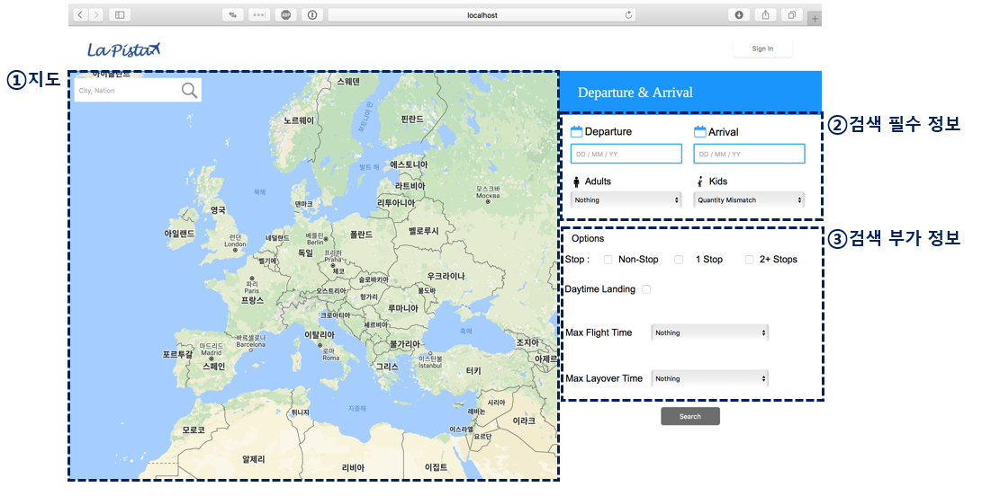 localhost
ABP
La Pista
Sign In
①지도
City, Nation
아이슬란드
스웨덴
노르웨이
핀란드
보트니아 만
에스토니아
발트 해
라트비아
모스크바
Москва
북해
덴마크
리투아니아
영국
아일랜드
런던
London
네덜란드
베를린
Berlin
폴란드
벨로루시
독일
벨기에
프라하
Praha
체코
우크라이나
파리
Paris
슬로바키아
오스트리아
헝가리
몰도바
프랑스
루마니아
크로아티아
세르비아
이탈리아
흑해
바르셀로나
Barcelona
불가리아
조지아
마드리드
Madrid
포르투갈
스페인
로마
Roma
이스탄불
İstanbul
그리스
터키
아제르
시리아
지중해
튀니지
레바논
이라크
모로코
이스라엘
요르단
알제리
리비아
이집트
Departure & Arrival
②검색 필수 정보
Departure Arrival
DD / MM / YY DD / MM / YY
Adults Kids
Nothing Quantity Mismatch
③검색 부가 정보
Options
Stop : Non-Stop 1 Stop 2+ Stops
Daytime Landing
Max Flight Time Nothing
Max Layover Time Nothing
Search